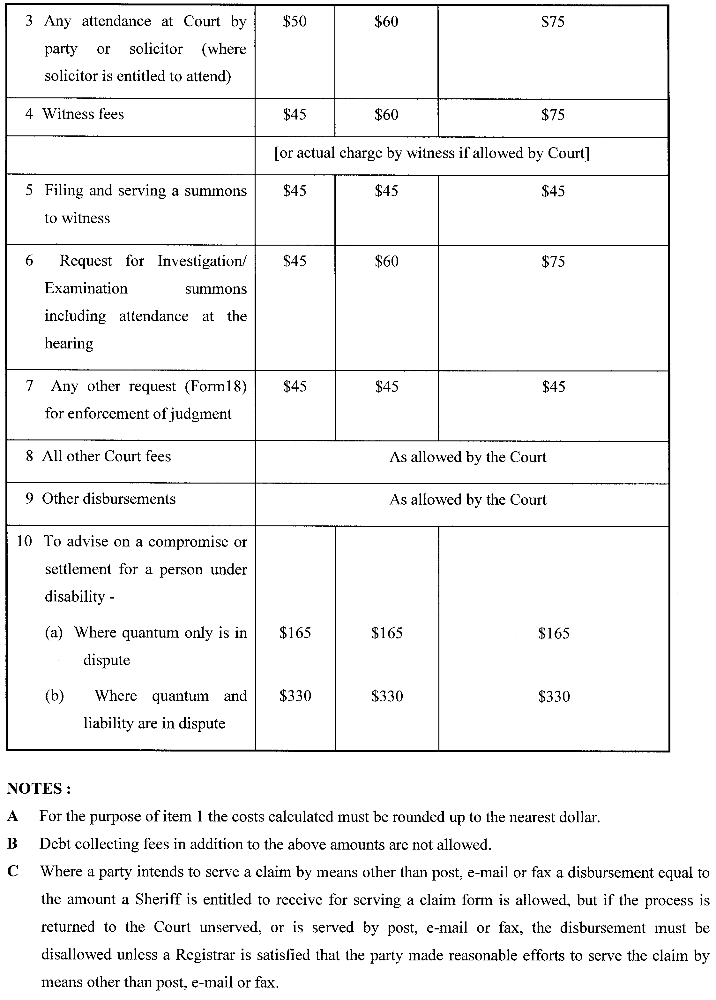 3 Any attendance at Court by $50 $60 $75
party or solicitor (where
solicitor is entitled to attend)
4 Witness fees $45 $60 $75
[or actual charge by witness if allowed by Court]
5 Filing and serving a summons $45 $45 $45
to witness
6 Request for Investigation/ $45 $60 $75
Examination summons
including attendance at the
hearing
7 Any other request (Form18) $45 $45 $45
for enforcement of judgment
8 All other Court fees As allowed by the Court
9 Other disbursements As allowed by the Court
10 To advise on a compromise or
settlement for a person under
disability -
(a) Where quantum only is in $165 $165 $165
dispute
(b) Where quantum and $330 $330 $330
liability are in dispute
NOTES :
A For the purpose of item 1 the costs calculated must be rounded up to the nearest dollar.
B Debt collecting fees in addition to the above amounts are not allowed.
C Where a party intends to serve a claim by means other than post, e-mail or fax a disbursement equal to
the amount a Sheriff is entitled to receive for serving a claim form is allowed, but if the process is
returned to the Court unserved, or is served by post, e-mail or fax, the disbursement must be
disallowed unless a Registrar is satisfied that the party made reasonable efforts to serve the claim by
means other than post, e-mail or fax.